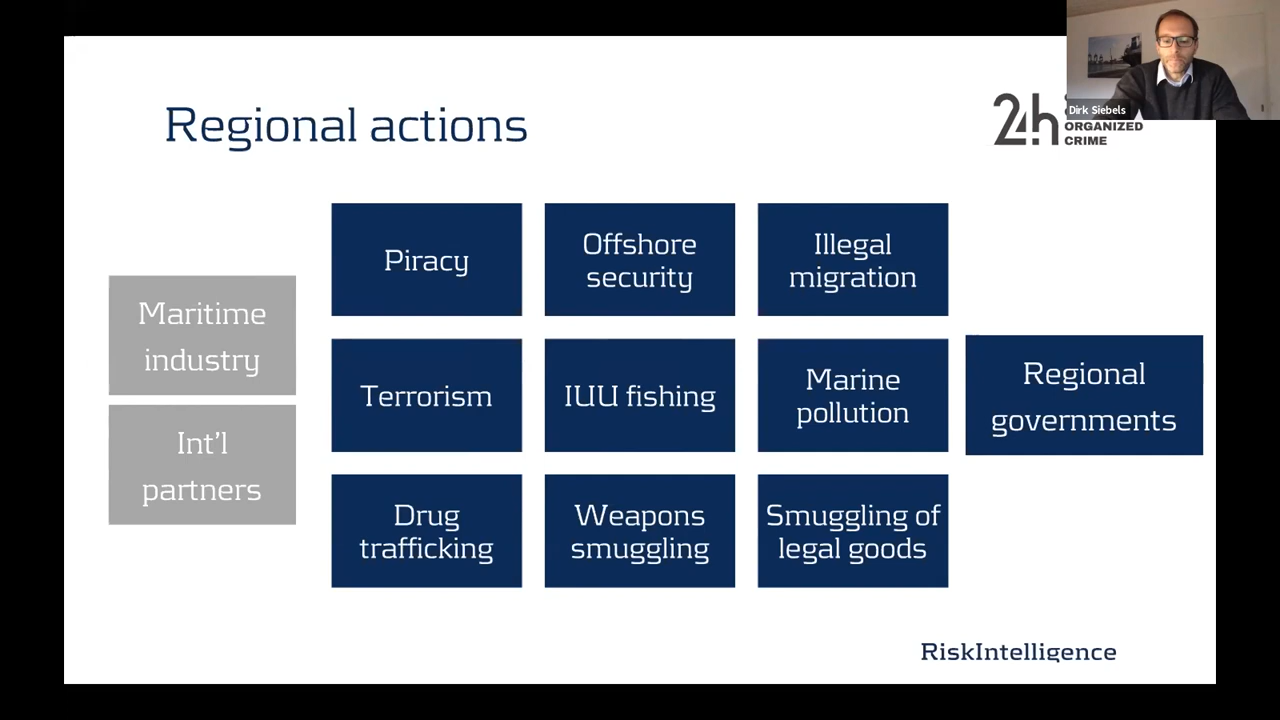 Regional actions
Dirk Siebels
24h
ORGANIZED
CRIME
Piracy
Offshore
security
Illegal
migration
Maritime
industry
Int'l
partners
Terrorism
IUU fishing
Marine
pollution
Regional
governments
Drug
trafficking
Weapons
smuggling
Smuggling of
legal goods
RiskIntelligence